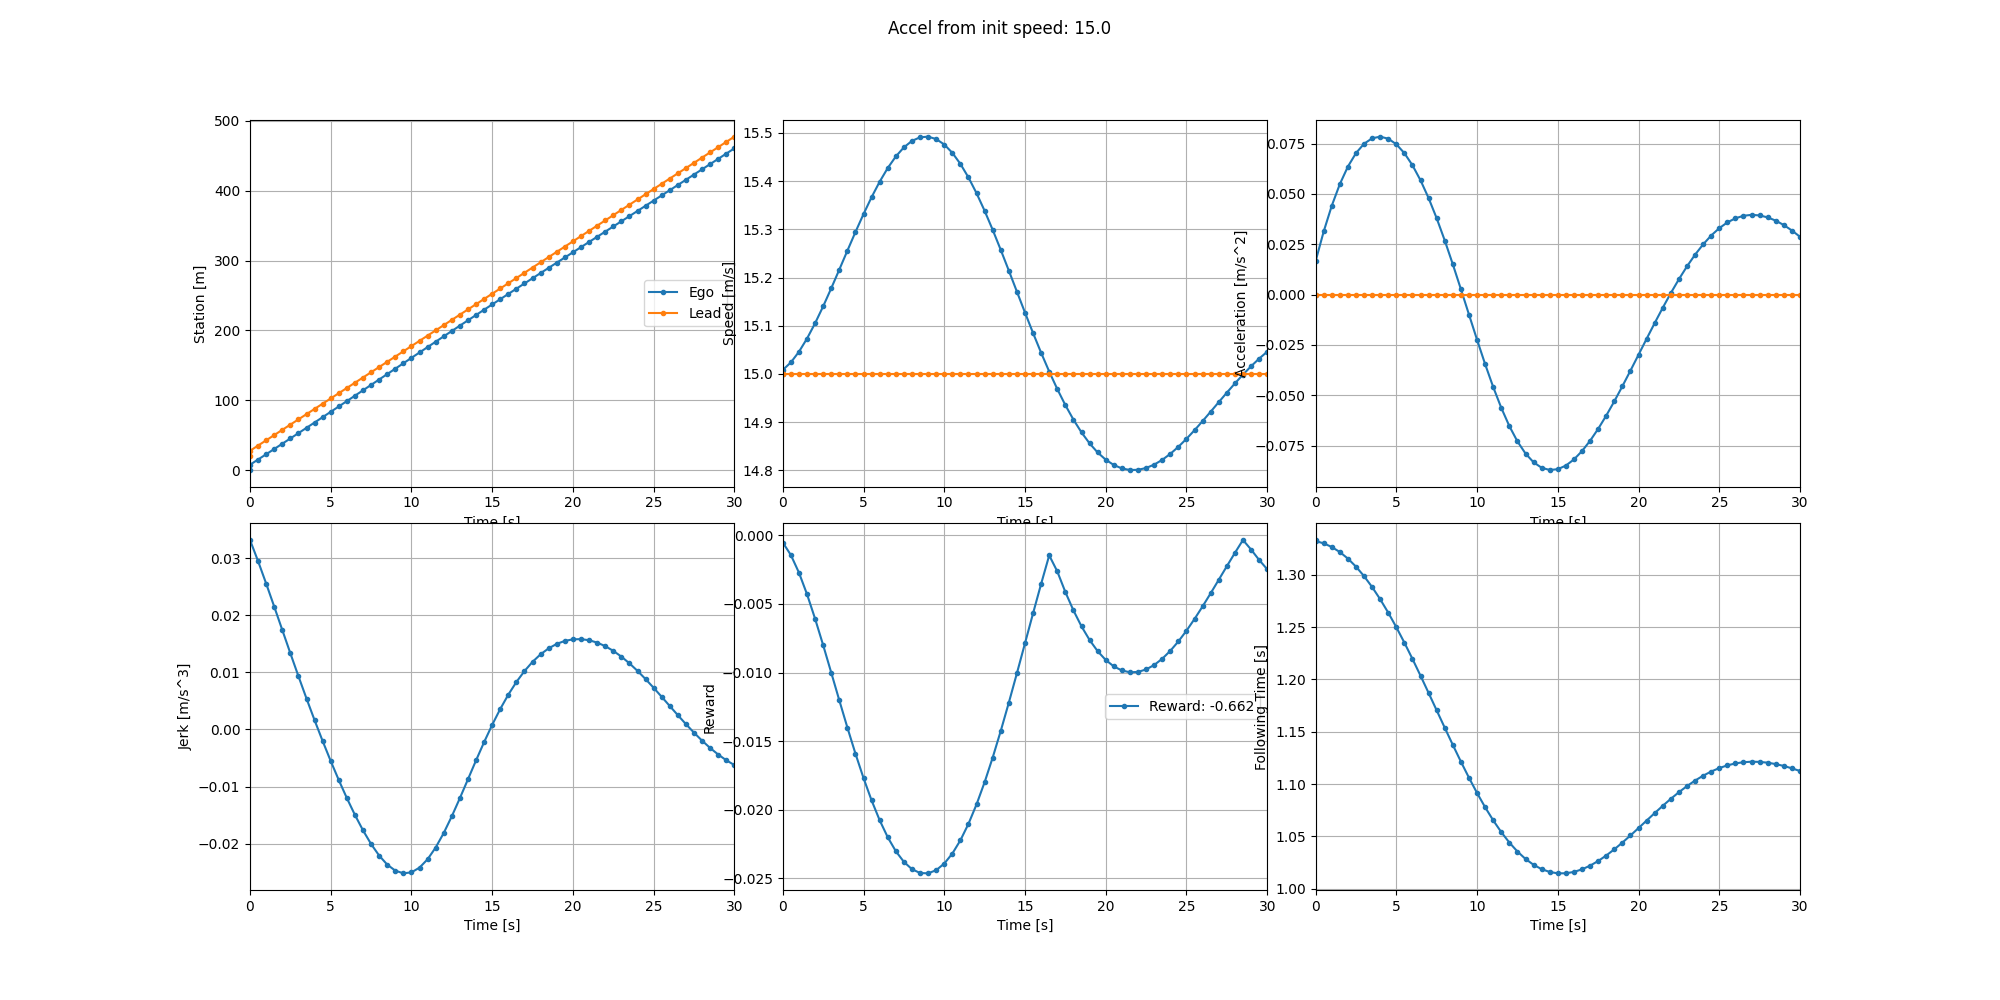 Accel from init speed: 15.0
Station [m]
500
400
300
200
100
0
Ego
Lead
0 5 10 15 20 25 30
Time [s]
Speed [m/s]
15.5
15.4
15.3
15.2
15.1
15.0
14.9
14.8
0 5 10 15 20 25 30
Time [s]
Acceleration [m/s^2]
0.075
0.050
0.025
0.000
−0.025
−0.050
−0.075
0 5 10 15 20 25 30
Time [s]
Jerk [m/s^3]
0.03
0.02
0.01
0.00
−0.01
−0.02
0 5 10 15 20 25 30
Time [s]
Reward
0.000
−0.005
−0.010
−0.015
−0.020
−0.025
Reward: -0.662
0 5 10 15 20 25 30
Time [s]
Following Time [s]
1.30
1.25
1.20
1.15
1.10
1.05
1.00
0 5 10 15 20 25 30
Time [s]